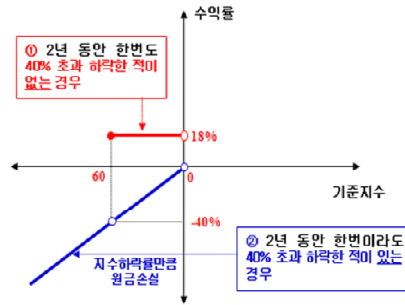 수익률
① 2년 동안 한번도
40% 초과 하락한 적이
없는 경우
18%
60
0
기준지수
-40%
② 2년 동안 한번이라도
40% 초과 하락한 적이 있는
경우
지수하락률만큼
원금손실